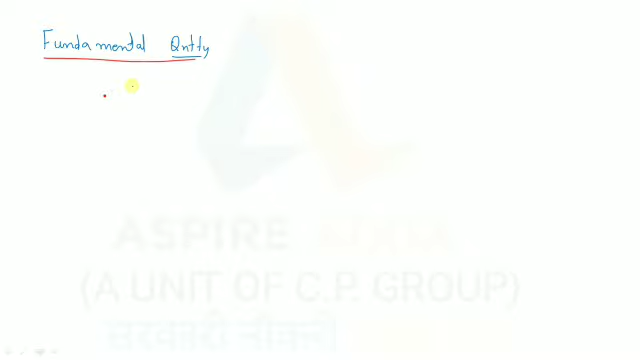 Fundamental Qntty
ASPIRE
(A UNIT OF C.P. GROUP)
सरकारी नौकरी